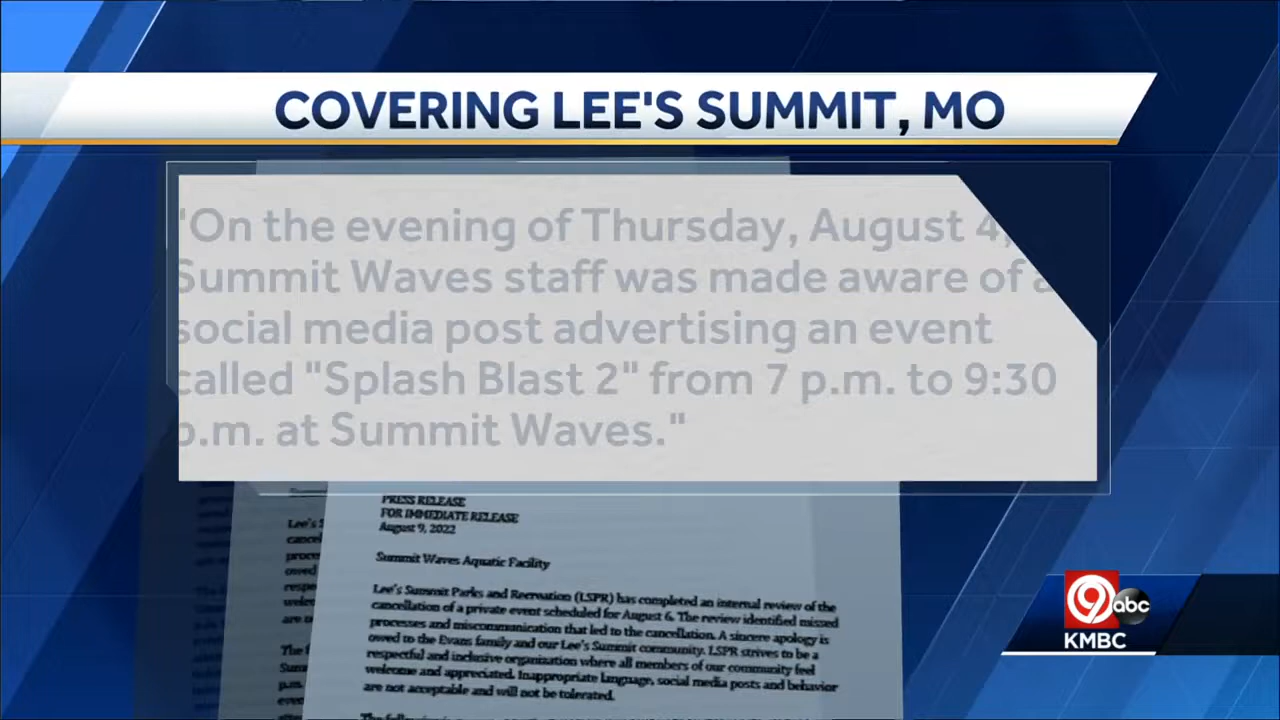 COVERING LEE'S SUMMIT, MO
"On the evening of Thursday, August 4,
Summit Waves staff was made aware of a
social media post advertising an event
called "Splash Blast 2" from 7 p.m. to 9:30
p.m. at Summit Waves."
PRESS RELEASE
FOR IMMEDIATE RELEASE
August 9, 2022
Summit Waves Aquatic Facility
Lee's Summit Parks and Recreation (LSPR) has completed an internal review of the
cancellation of a private event scheduled for August 6. The review identified missed
processes and miscommunication that led to the cancellation. A sincere apology is
owed to the Evans family and our Lee's Summit community. LSPR strives to be a
respectful and inclusive organization where all members of our community feel
welcome and appreciated. Inappropriate language, social media posts and behavior
are not acceptable and will not be tolerated.
Lee's S
9 abc
KMBC